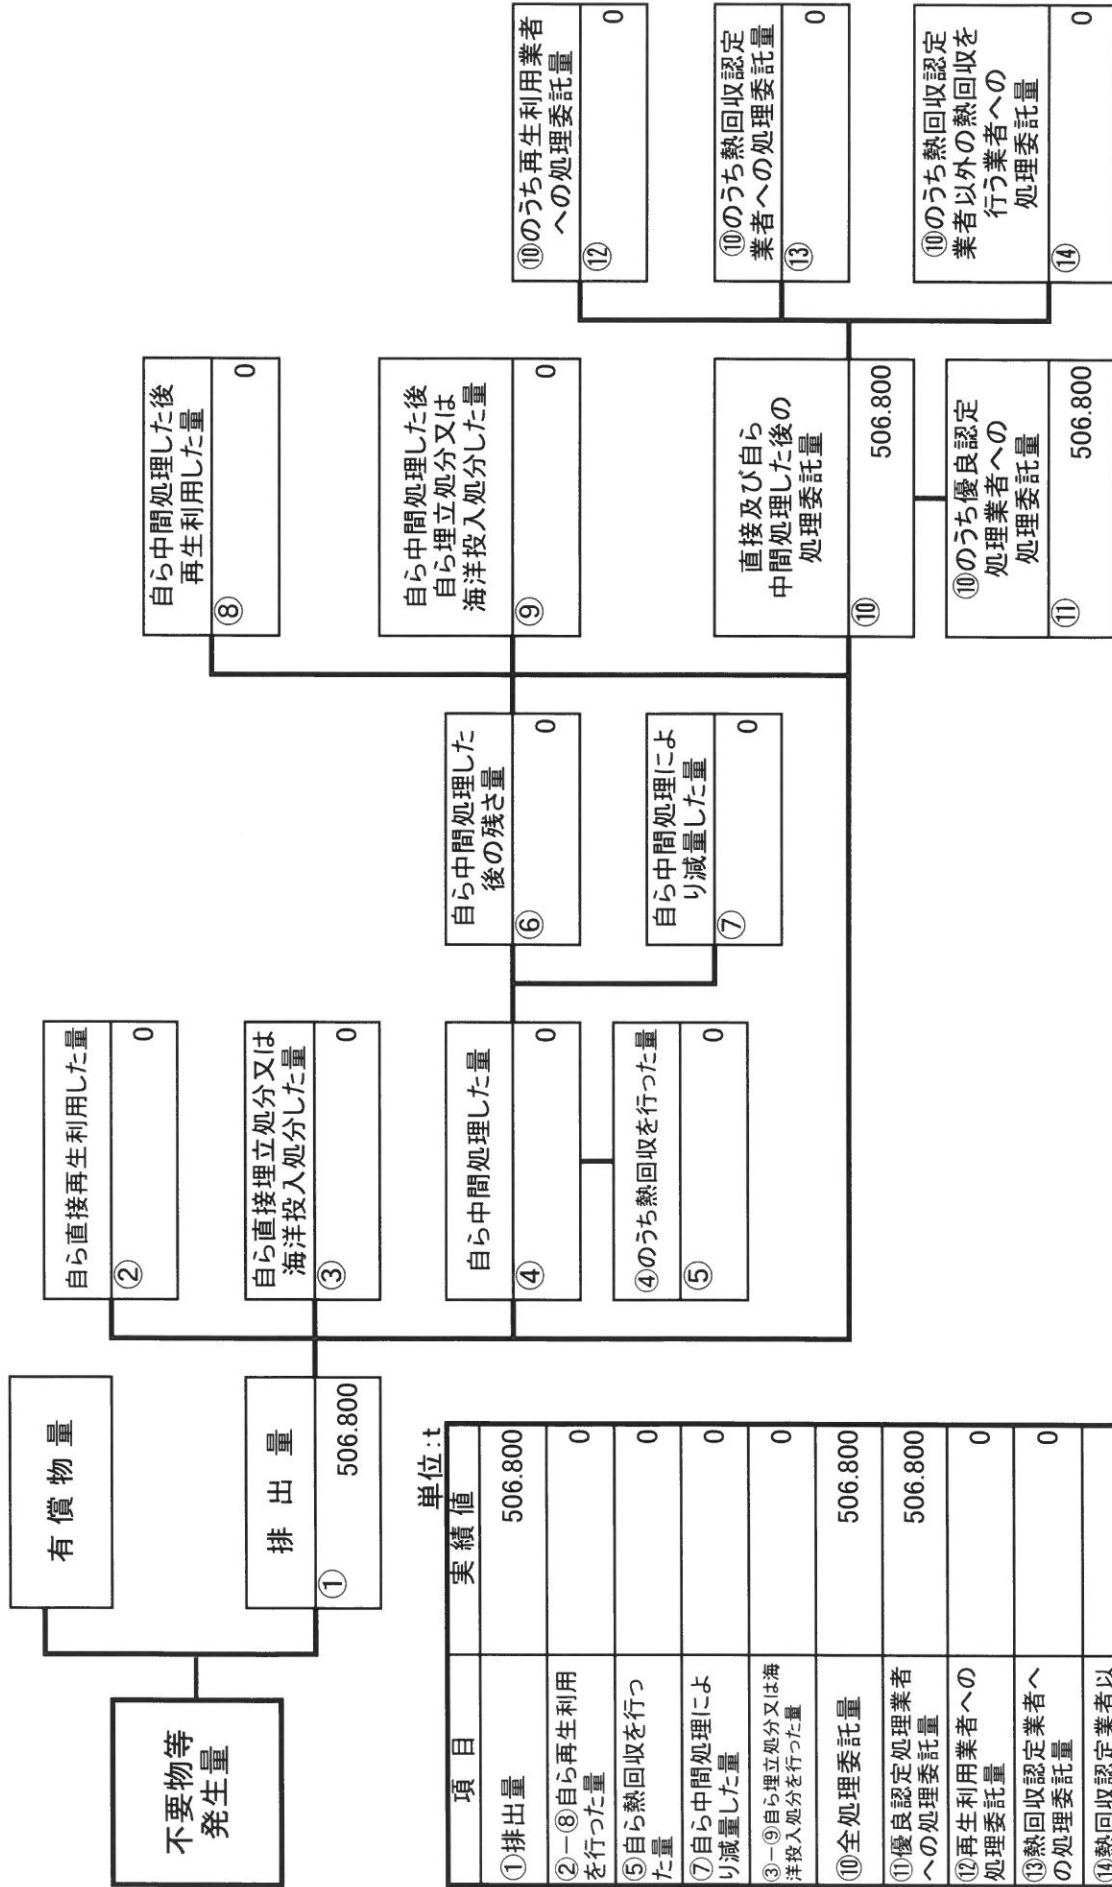 不要物等
発生量
有償物量
排出量
①
506.800
自ら直接再生利用した量
②
0
自ら直接埋立処分又は
海洋投入処分した量
③
0
自ら中間処理した量
④
0
④のうち熱回収を行った量
⑤
0
自ら中間処理した
後の残さ量
⑥
0
自ら中間処理によ
り減量した量
⑦
0
自ら中間処理した後
再生利用した量
⑧
0
自ら中間処理した後
自ら埋立処分又は
海洋投入処分した量
⑨
0
直接及び自ら
中間処理した後の
処理委託量
⑩
506.800
⑩のうち優良認定
処理業者への
処理委託量
⑪
506.800
⑩のうち再生利用業者
への処理委託量
⑫
0
⑩のうち熱回収認定
業者への処理委託量
⑬
0
⑩のうち熱回収認定
業者以外の熱回収を
行う業者への
処理委託量
⑭
0
単位:t
項目 実績値
①排出量 506.800
②ー⑧自ら再生利用
を行った量 0
⑤自ら熱回収を行っ
た量 0
⑦自ら中間処理によ
り減量した量 0
③ー⑨自ら埋立処分又は海
洋投入処分を行った量 0
⑩全処理委託量 506.800
⑪優良認定処理業者
への処理委託量 506.800
⑫再生利用業者への
処理委託量 0
⑬熱回収認定業者へ
の処理委託量 0
⑭熱回収認定業者以